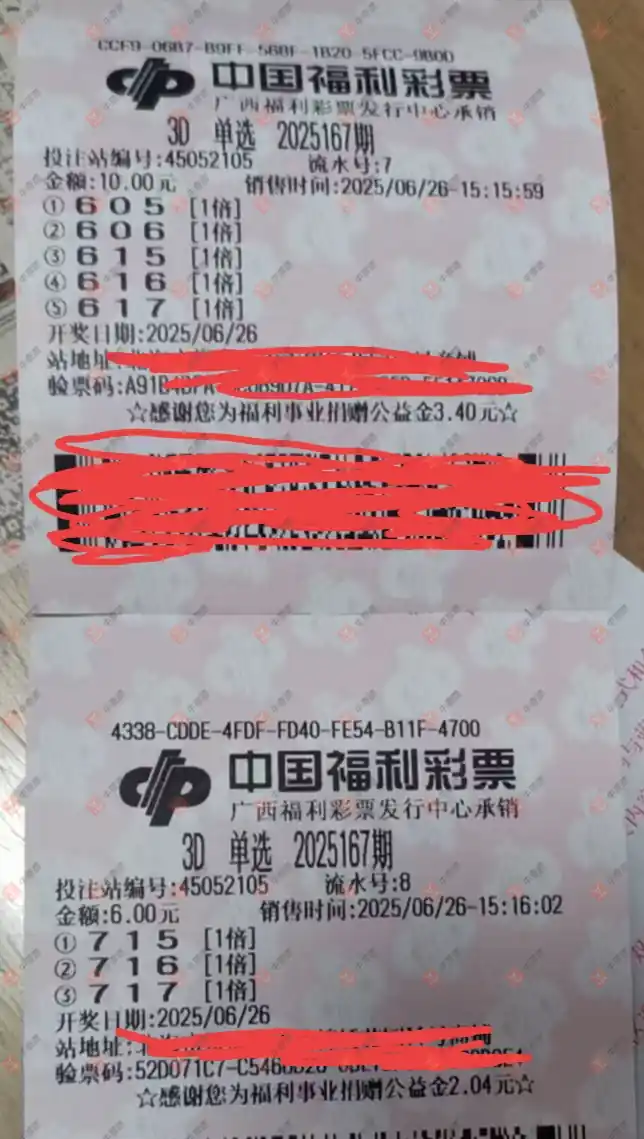 CCF9-06B7-B9FF-568F-1B20-5FCC-9B0D
中国福利彩票
广西福利彩票发行中心承销
3D 单选 2025167期
投注站编号:45052105 流水号:7
金额:10.00元 销售时间:2025/06/26-15:15:59
① 6 0 5 [1倍]
② 6 0 6 [1倍]
③ 6 1 5 [1倍]
④ 6 1 6 [1倍]
⑤ 6 1 7 [1倍]
开奖日期:2025/06/26
站地址:
验票码:A91B4
☆感谢您为福利事业捐赠公益金3.40元☆
4338-CDDE-4FDF-FD40-FE54-B11F-4700
中国福利彩票
广西福利彩票发行中心承销
3D 单选 2025167期
投注站编号:45052105 流水号:8
金额:6.00元 销售时间:2025/06/26-15:16:02
① 7 1 5 [1倍]
② 7 1 6 [1倍]
③ 7 1 7 [1倍]
开奖日期:2025/06/26
站地址:
验票码:52D071C7-C546
☆感谢您为福利事业捐赠公益金2.04元☆